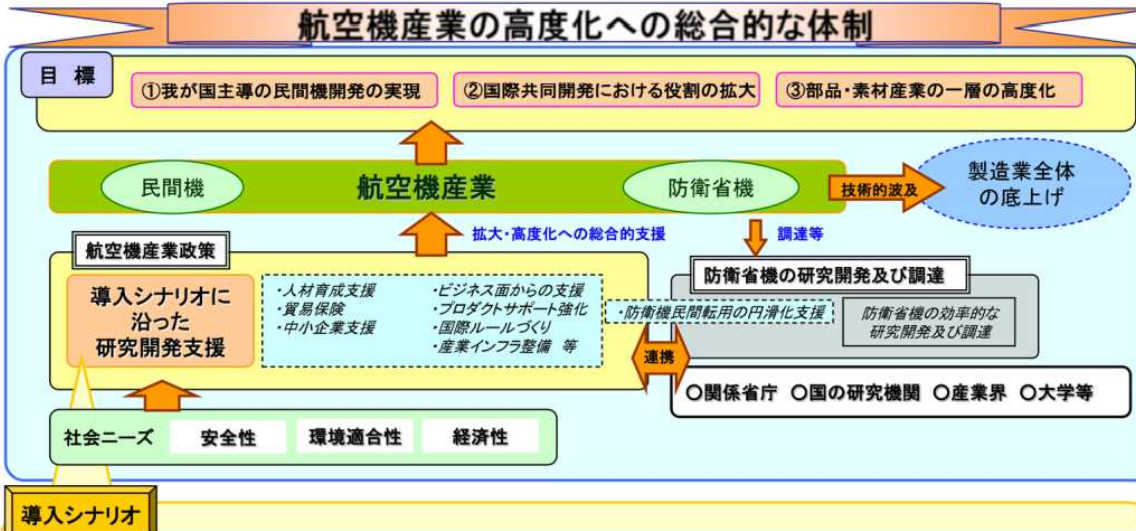 航空機産業の高度化への総合的な体制
目 標
①我が国主導の民間機開発の実現
②国際共同開発における役割の拡大
③部品・素材産業の一層の高度化
民間機
航空機産業
防衛省機
技術的波及
製造業全体
の底上げ
拡大・高度化への総合的支援
調達等
航空機産業政策
導入シナリオに
沿った
研究開発支援
・人材育成支援
・貿易保険
・中小企業支援
・ビジネス面からの支援
・プロダクトサポート強化
・国際ルールづくり
・産業インフラ整備 等
防衛省機の研究開発及び調達
・防衛機民間転用の円滑化支援
防衛省機の効率的な
研究開発及び調達
連携
○関係省庁 ○国の研究機関 ○産業界 ○大学等
社会ニーズ
安全性
環境適合性
経済性
導入シナリオ